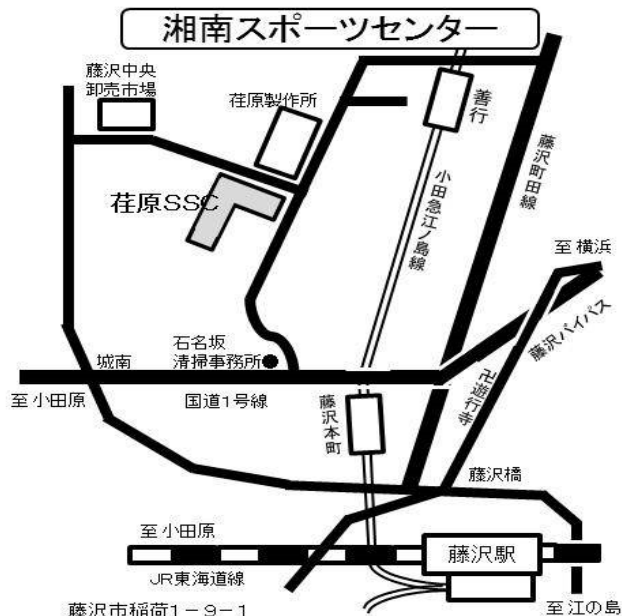 湘南スポーツセンター
藤沢中央
卸売市場
荏原製作所
善行
藤沢町田線
小田急江ノ島線
荏原SSC
至 横浜
藤沢バイパス
石名坂
清掃事務所
城南
至 小田原
国道1号線
藤沢本町
卍遊行寺
藤沢橋
至 小田原
藤沢駅
JR東海道線
藤沢市稲荷1-9-1
至 江の島